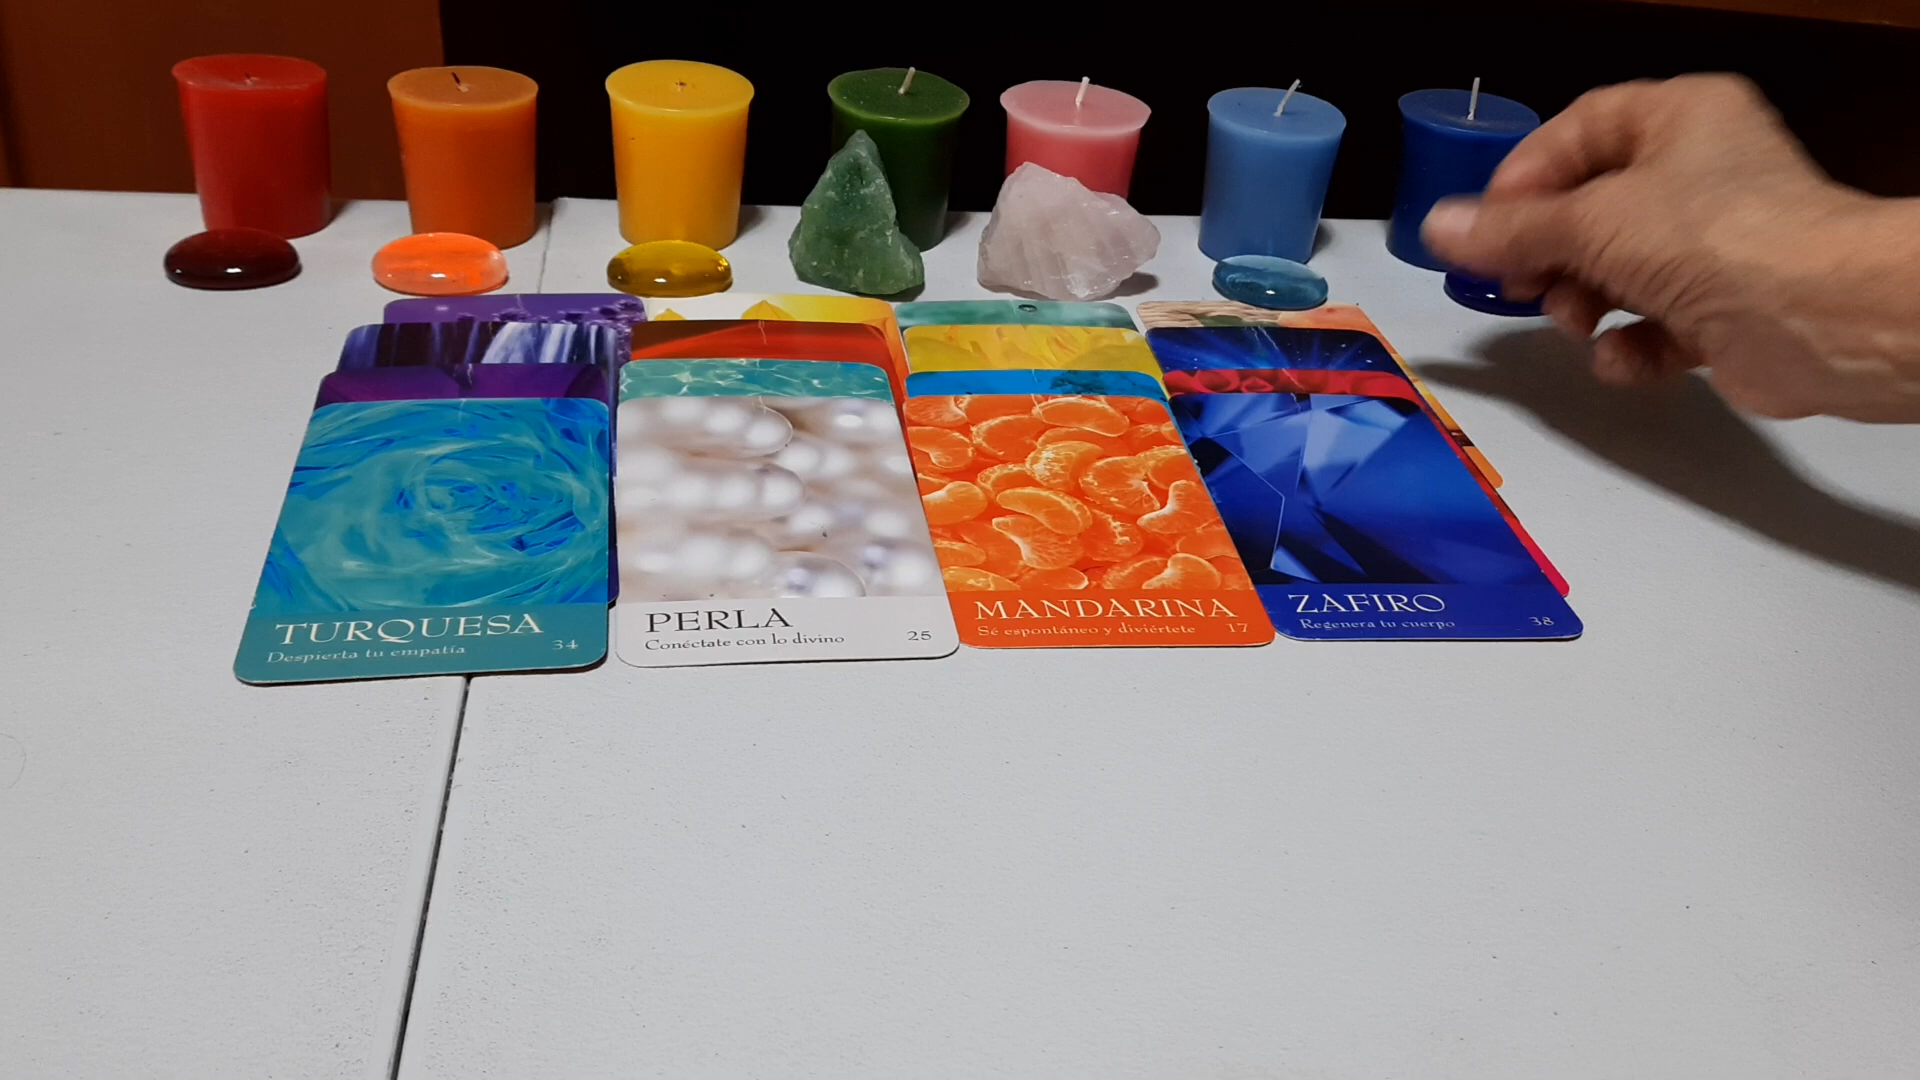 TURQUESA
Despierta tu empatía
34
PERLA
Conéctate con lo divino
25
MANDARINA
Sé espontáneo y diviértete
17
ZAFIRO
Regenera tu cuerpo
38